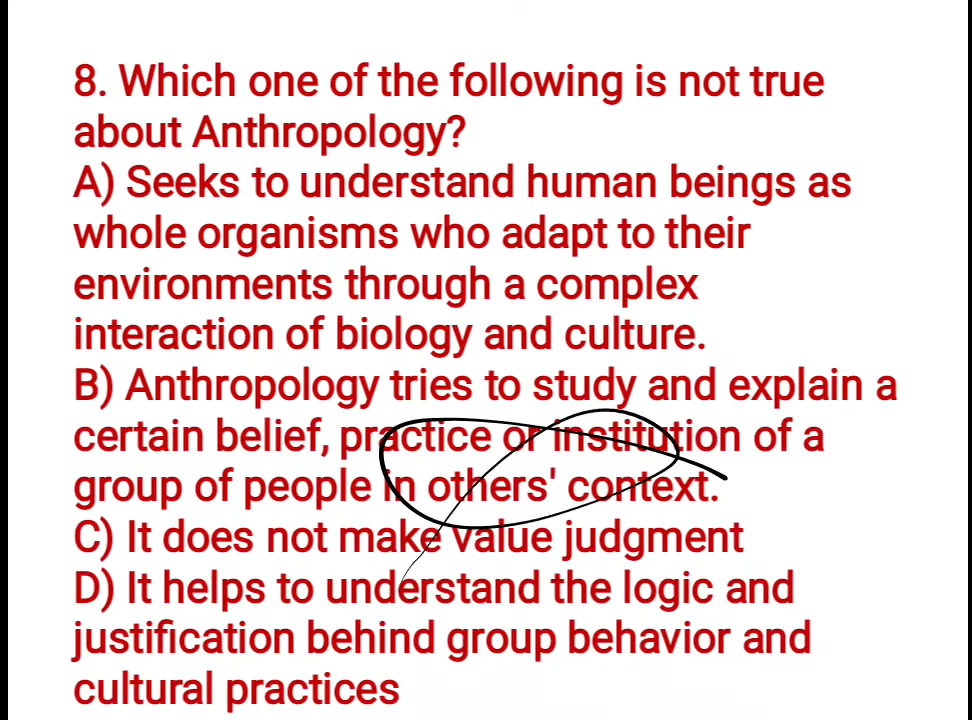 8. Which one of the following is not true
about Anthropology?
A) Seeks to understand human beings as
whole organisms who adapt to their
environments through a complex
interaction of biology and culture.
B) Anthropology tries to study and explain a
certain belief, practice or institution of a
group of people in others' context.
C) It does not make value judgment
D) It helps to understand the logic and
justification behind group behavior and
cultural practices